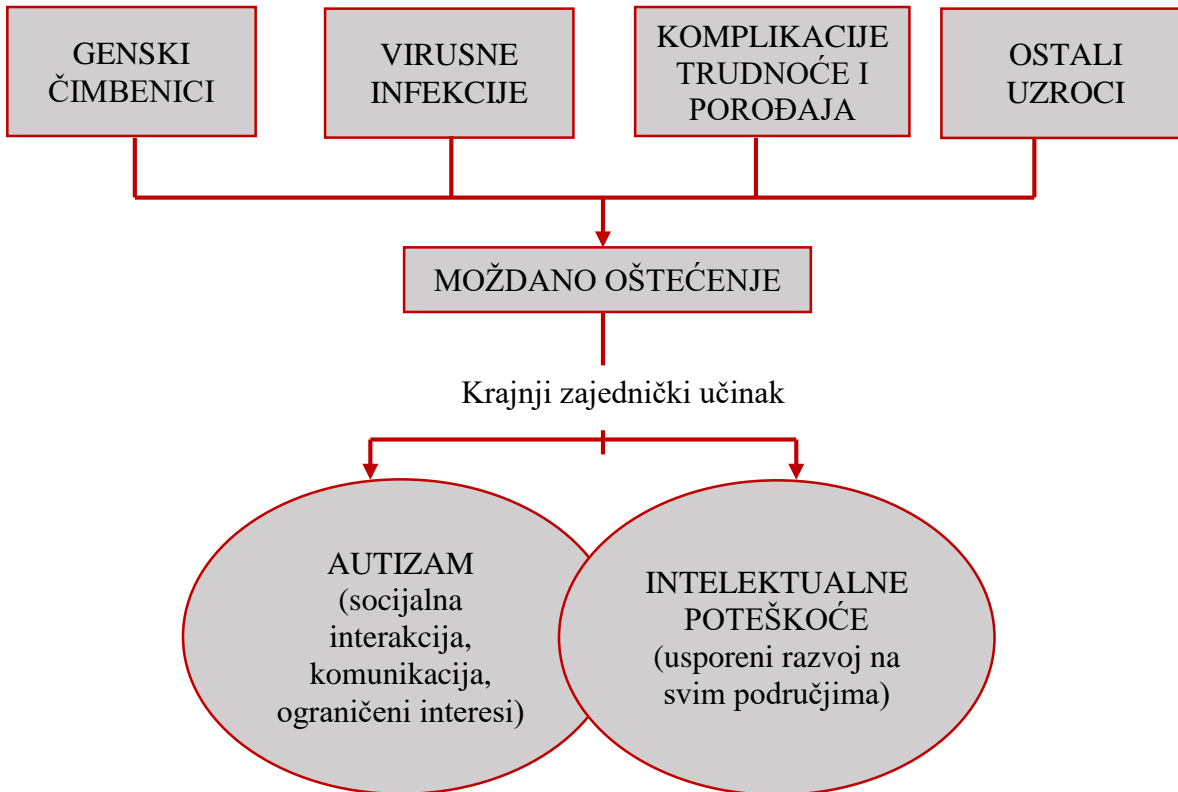 GENSKI
ČIMBENICI
VIRUSNE
INFEKCIJE
KOMPLIKACIJE
TRUDNOĆE I
POROĐAJA
OSTALI
UZROCI
MOŽDANO OŠTEĆENJE
Krajnji zajednički učinak
AUTIZAM
(socijalna
interakcija,
komunikacija,
ograničeni interesi)
INTELEKTUALNE
POTEŠKOĆE
(usporeni razvoj na
svim područjima)